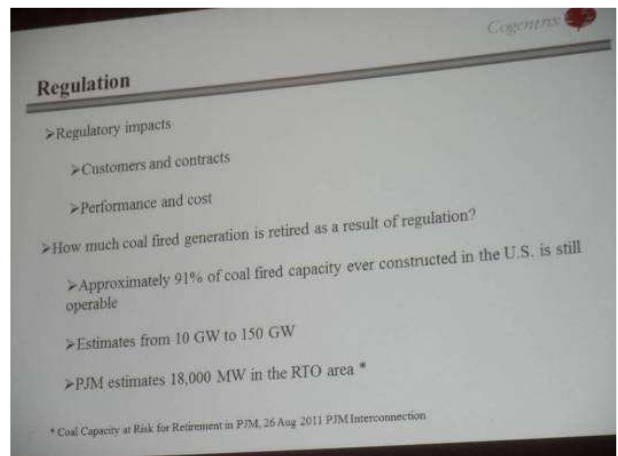 Cogentrix
Regulation
➢Regulatory impacts
➢Customers and contracts
➢Performance and cost
➢How much coal fired generation is retired as a result of regulation?
➢Approximately 91% of coal fired capacity ever constructed in the U.S. is still
operable
➢Estimates from 10 GW to 150 GW
➢PJM estimates 18,000 MW in the RTO area *
* Coal Capacity at Risk for Retirement in PJM, 26 Aug 2011 PJM Interconnection